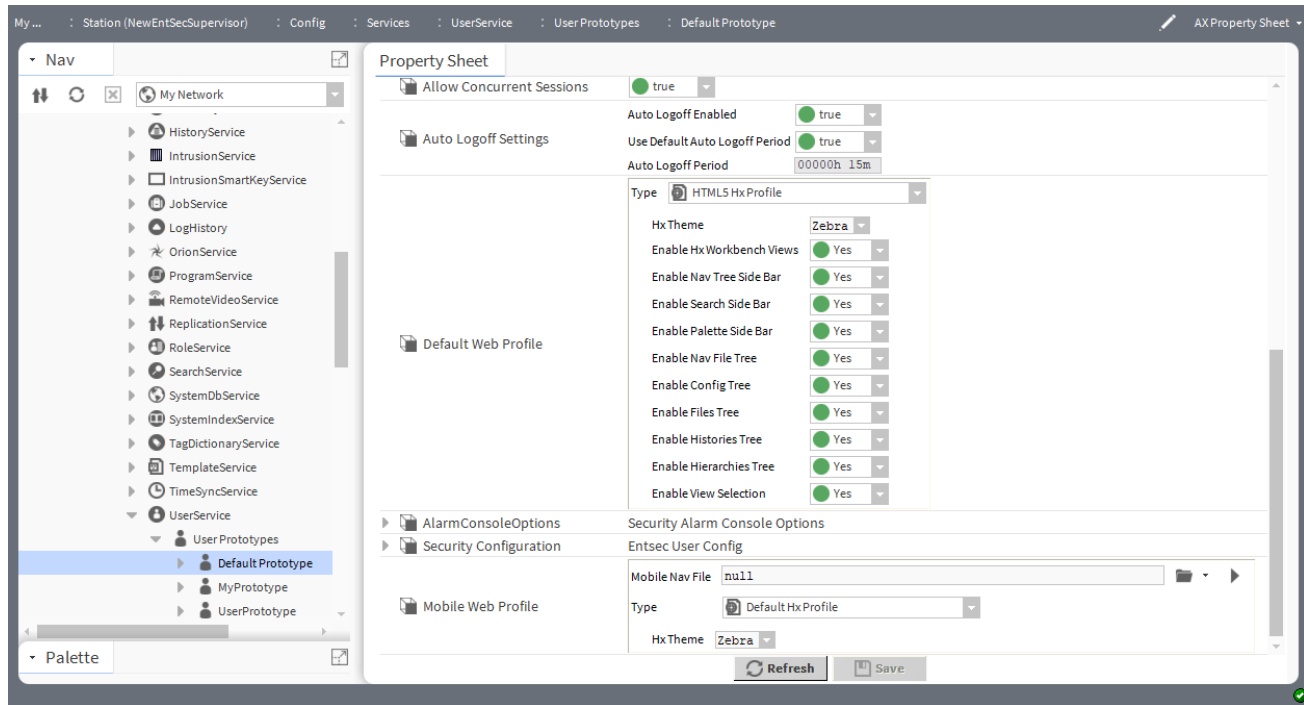 My ... : Station (NewEntSecSupervisor) : Config : Services : UserService : User Prototypes : Default Prototype AX Property Sheet
Nav
My Network
HistoryService
IntrusionService
IntrusionSmartKeyService
JobService
LogHistory
OrionService
ProgramService
RemoteVideoService
ReplicationService
RoleService
SearchService
SystemDbService
SystemIndexService
TagDictionaryService
TemplateService
TimeSyncService
UserService
User Prototypes
Default Prototype
MyPrototype
UserPrototype
Palette
Property Sheet
Allow Concurrent Sessions true
Auto Logoff Settings
Auto Logoff Enabled true
Use Default Auto Logoff Period true
Auto Logoff Period 00000h 15m
Default Web Profile
Type HTML5 Hx Profile
Hx Theme Zebra
Enable Hx Workbench Views Yes
Enable Nav Tree Side Bar Yes
Enable Search Side Bar Yes
Enable Palette Side Bar Yes
Enable Nav File Tree Yes
Enable Config Tree Yes
Enable Files Tree Yes
Enable Histories Tree Yes
Enable Hierarchies Tree Yes
Enable View Selection Yes
AlarmConsoleOptions Security Alarm Console Options
Security Configuration Entsec User Config
Mobile Web Profile
Mobile Nav File null
Type Default Hx Profile
Hx Theme Zebra
Refresh Save